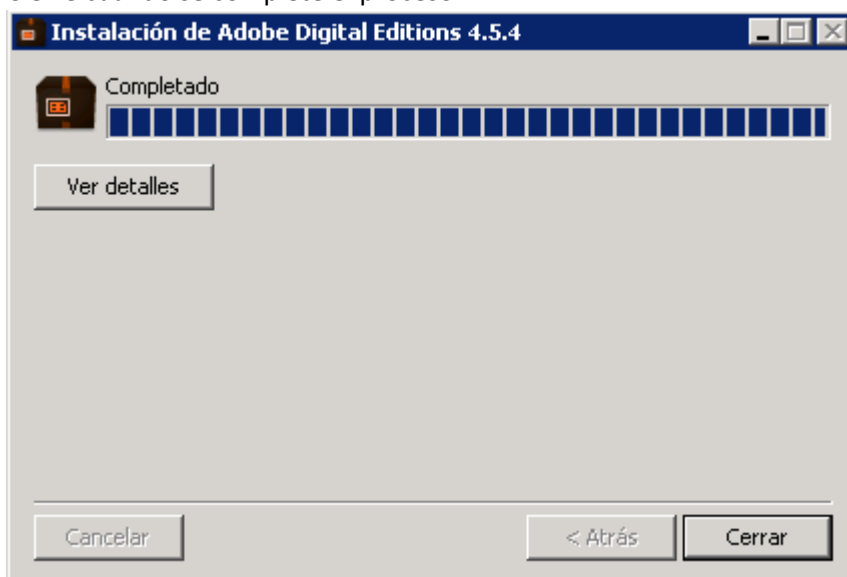 Instalación de Adobe Digital Editions 4.5.4
Completado
Ver detalles
Cancelar
< Atrás
Cerrar